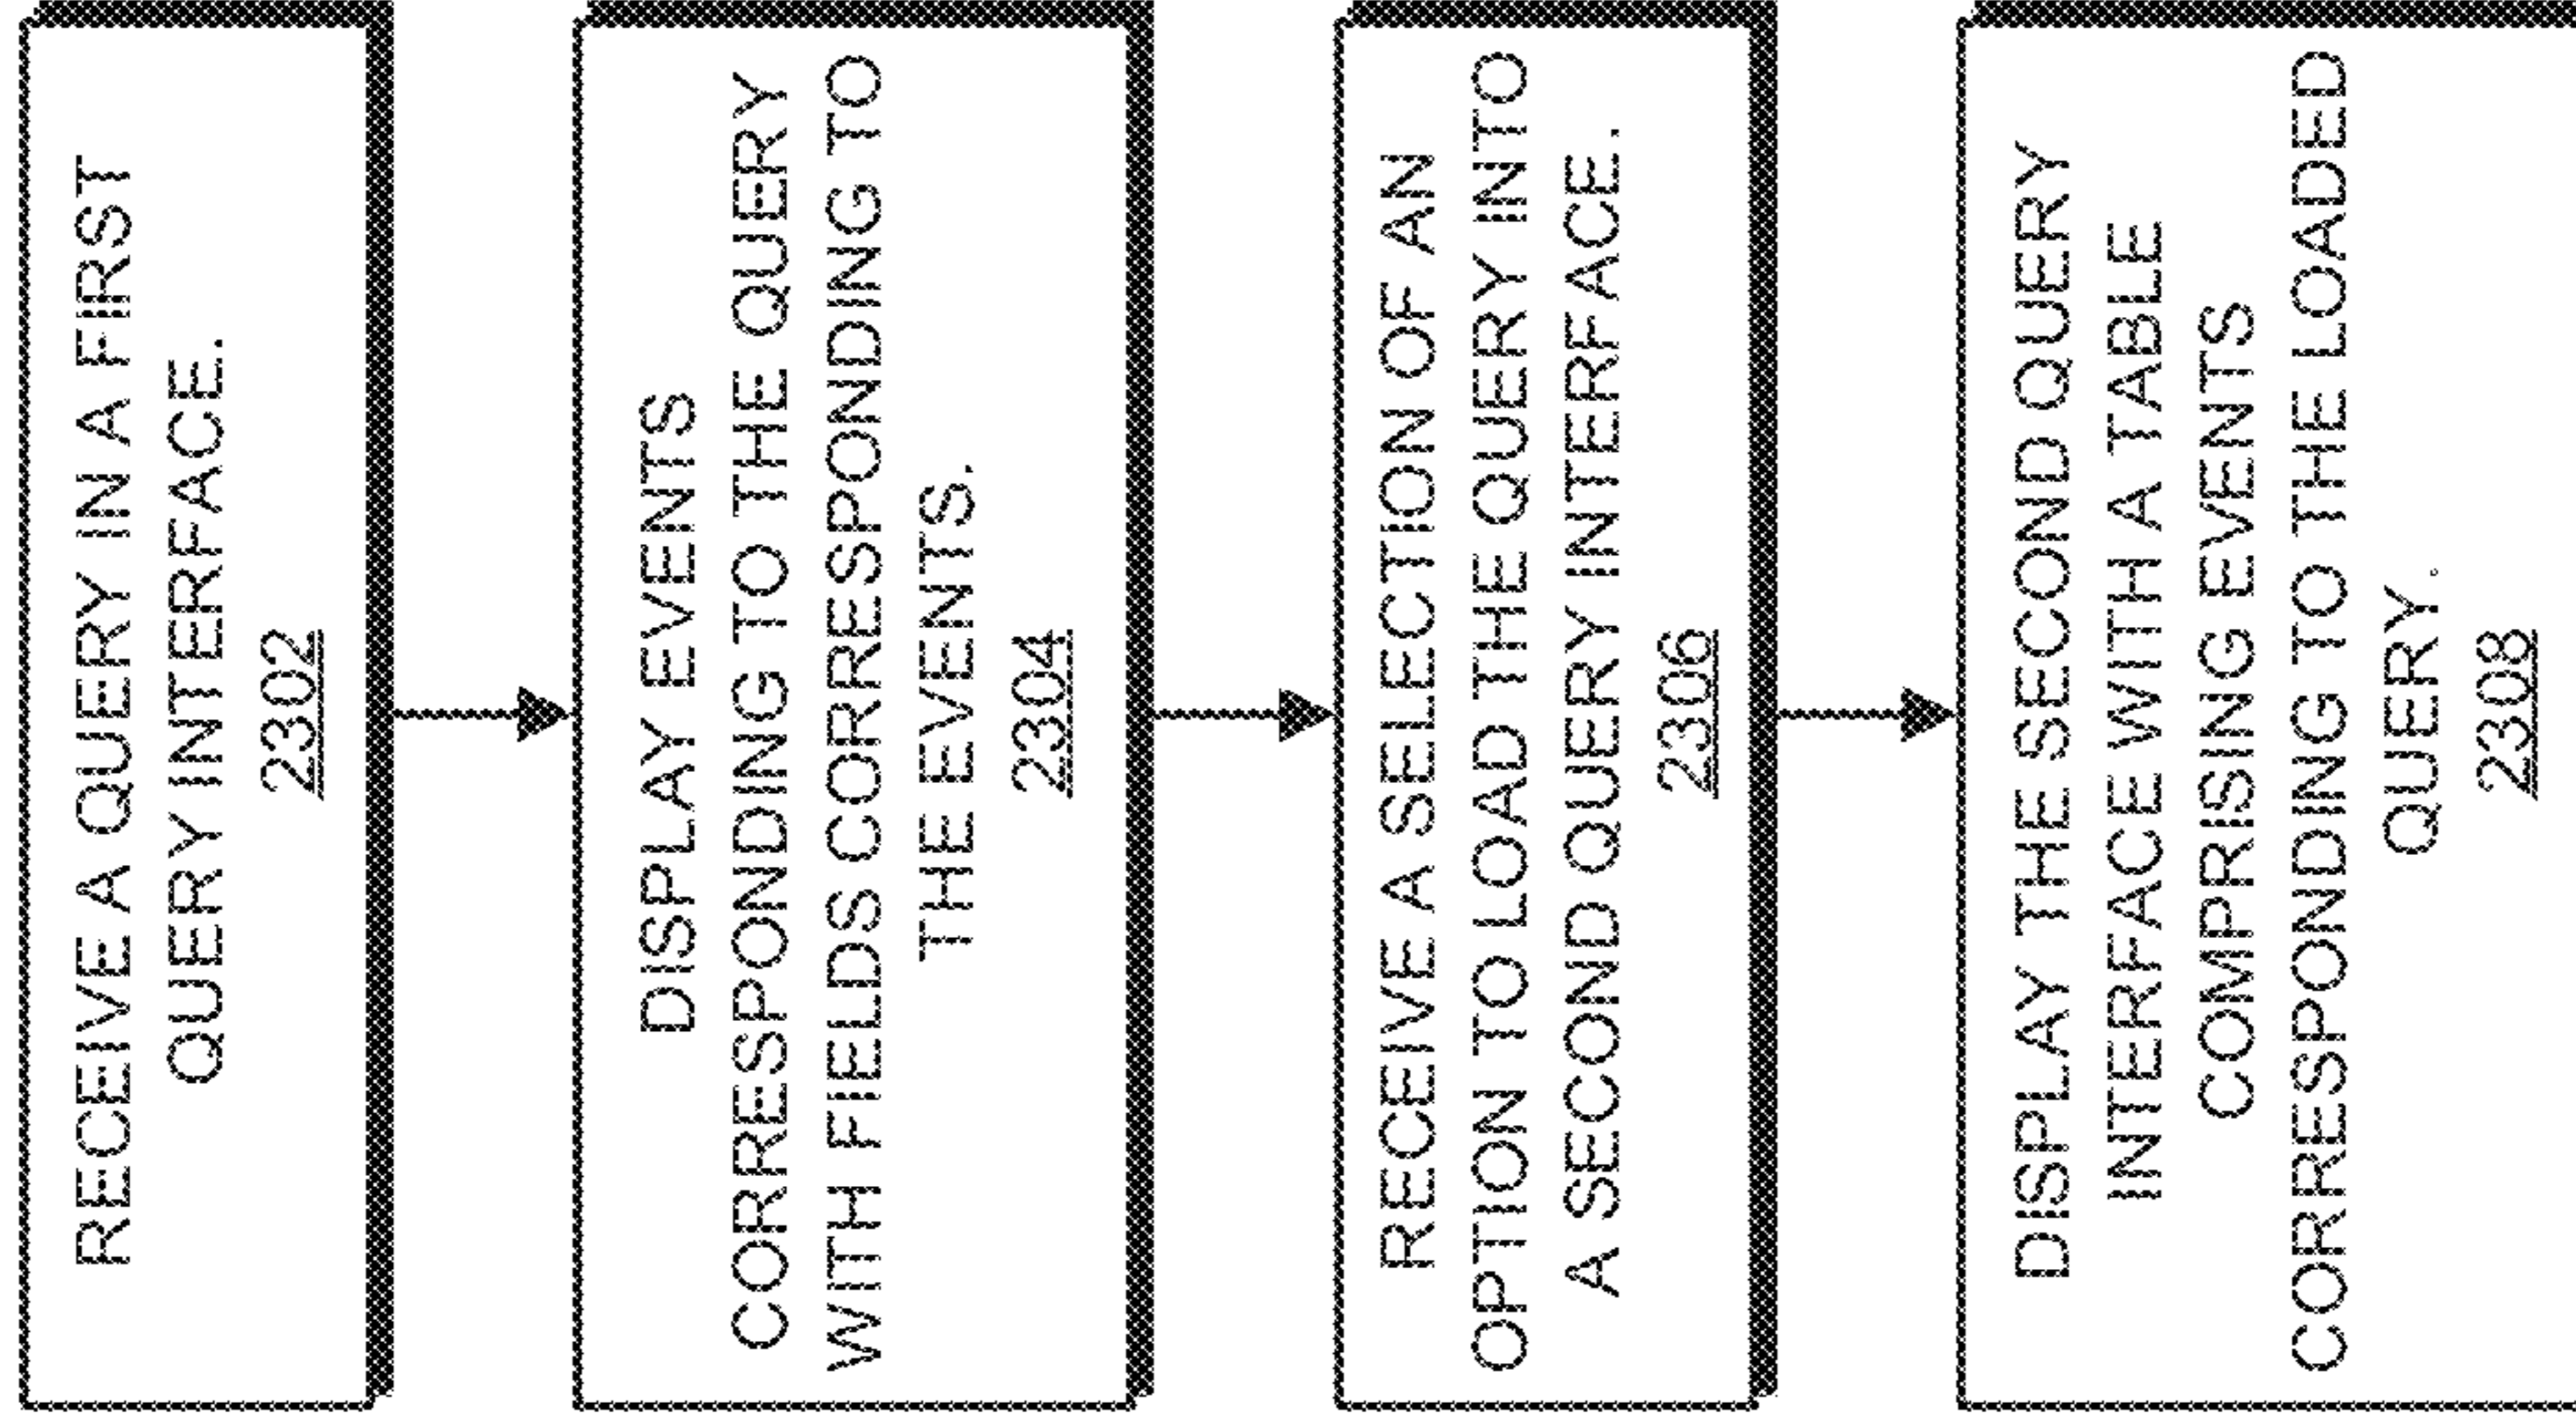 RECEIVE A QUERY IN A FIRST
QUERY INTERFACE.
2302
DISPLAY EVENTS
CORRESPONDING TO THE QUERY
WITH FIELDS CORRESPONDING TO
THE EVENTS.
2304
RECEIVE A SELECTION OF AN
OPTION TO LOAD THE QUERY INTO
A SECOND QUERY INTERFACE.
2306
DISPLAY THE SECOND QUERY
INTERFACE WITH A TABLE
COMPRISING EVENTS
CORRESPONDING TO THE LOADED
QUERY.
2308